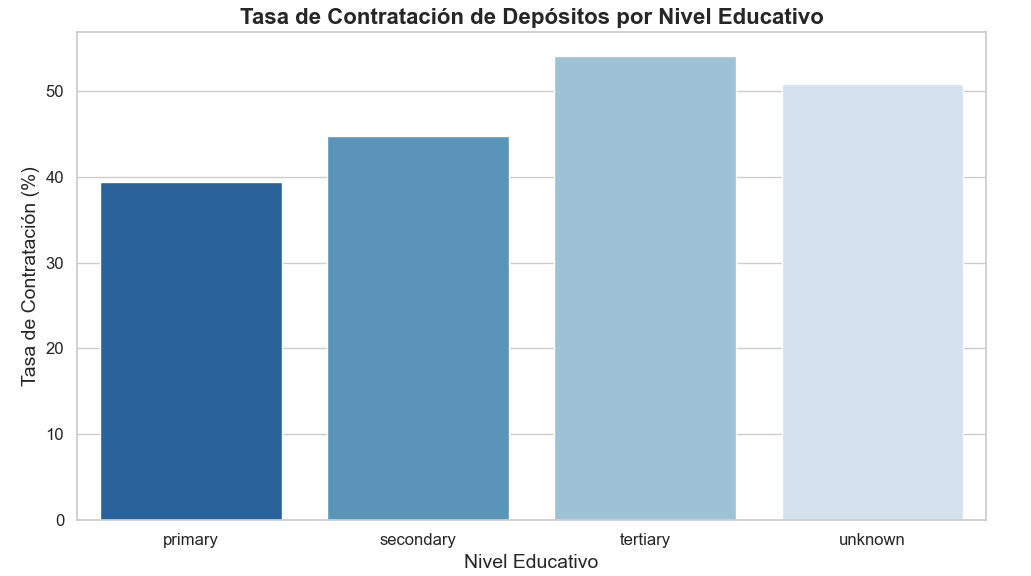 Tasa de Contratación de Depósitos por Nivel Educativo
Tasa de Contratación (%)
50
40
30
20
10
0
primary
secondary
tertiary
unknown
Nivel Educativo